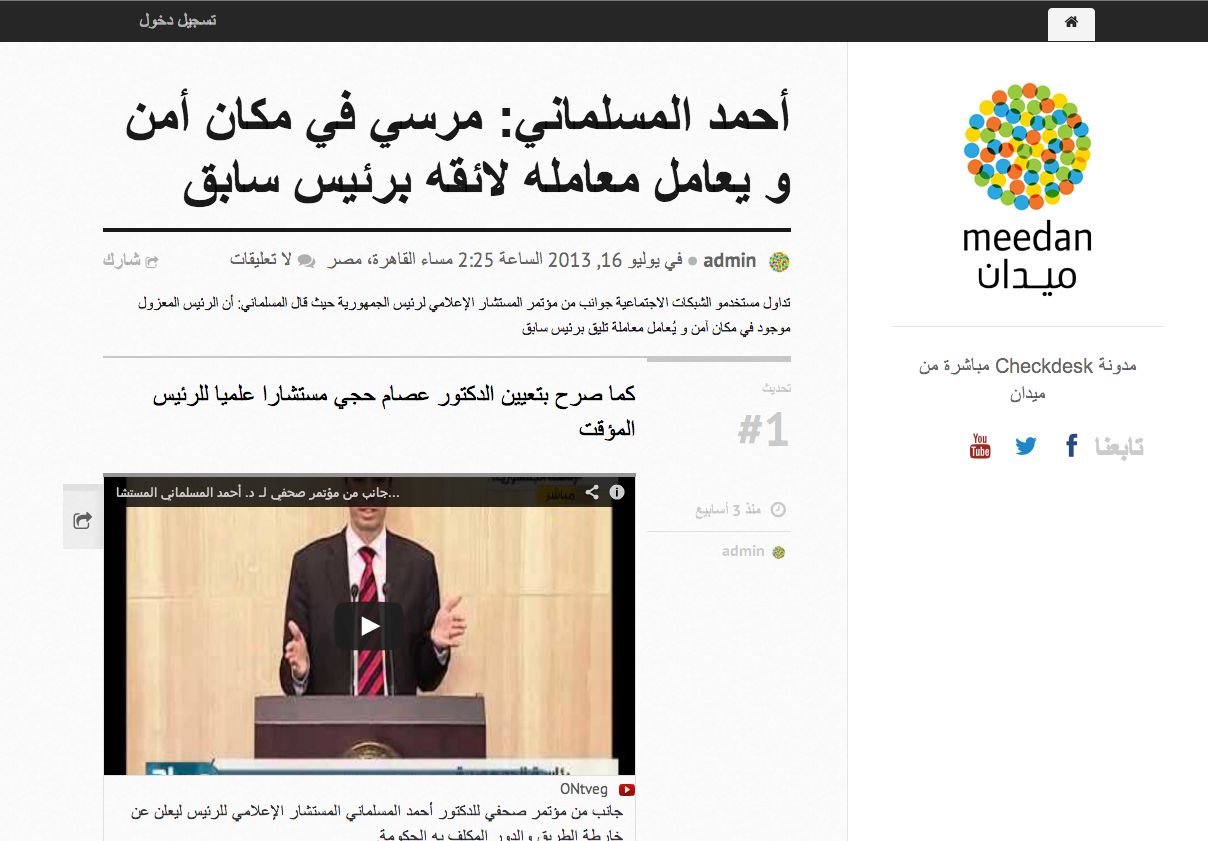 تسجيل دخول
أحمد المسلماني: مرسي في مكان أمن
و يعامل معامله لائقه برئيس سابق
admin في يوليو 16, 2013 الساعة 2:25 مساء القاهرة، مصر لا تعليقات شارك
تداول مستخدمو الشبكات الاجتماعية جوانب من مؤتمر المستشار الإعلامي لرئيس الجمهورية حيث قال المسلماني: أن الرئيس المعزول
موجود في مكان آمن و يُعامل معاملة تليق برئيس سابق
meedan
ميدان
مدونة Checkdesk مباشرة من
ميدان
تابعنا
You
Tube
تحديث
#1
منذ 3 أسابيع
admin
كما صرح بتعيين الدكتور عصام حجي مستشارا علميا للرئيس
المؤقت
جانب من مؤتمر صحفي لـ د. أحمد المسلماني المستشا...
مباشر
ONtveg
جانب من مؤتمر صحفي للدكتور أحمد المسلماني المستشار الإعلامي للرئيس ليعلن عن
خارطة الطريق والدور المكلف به الحكومة